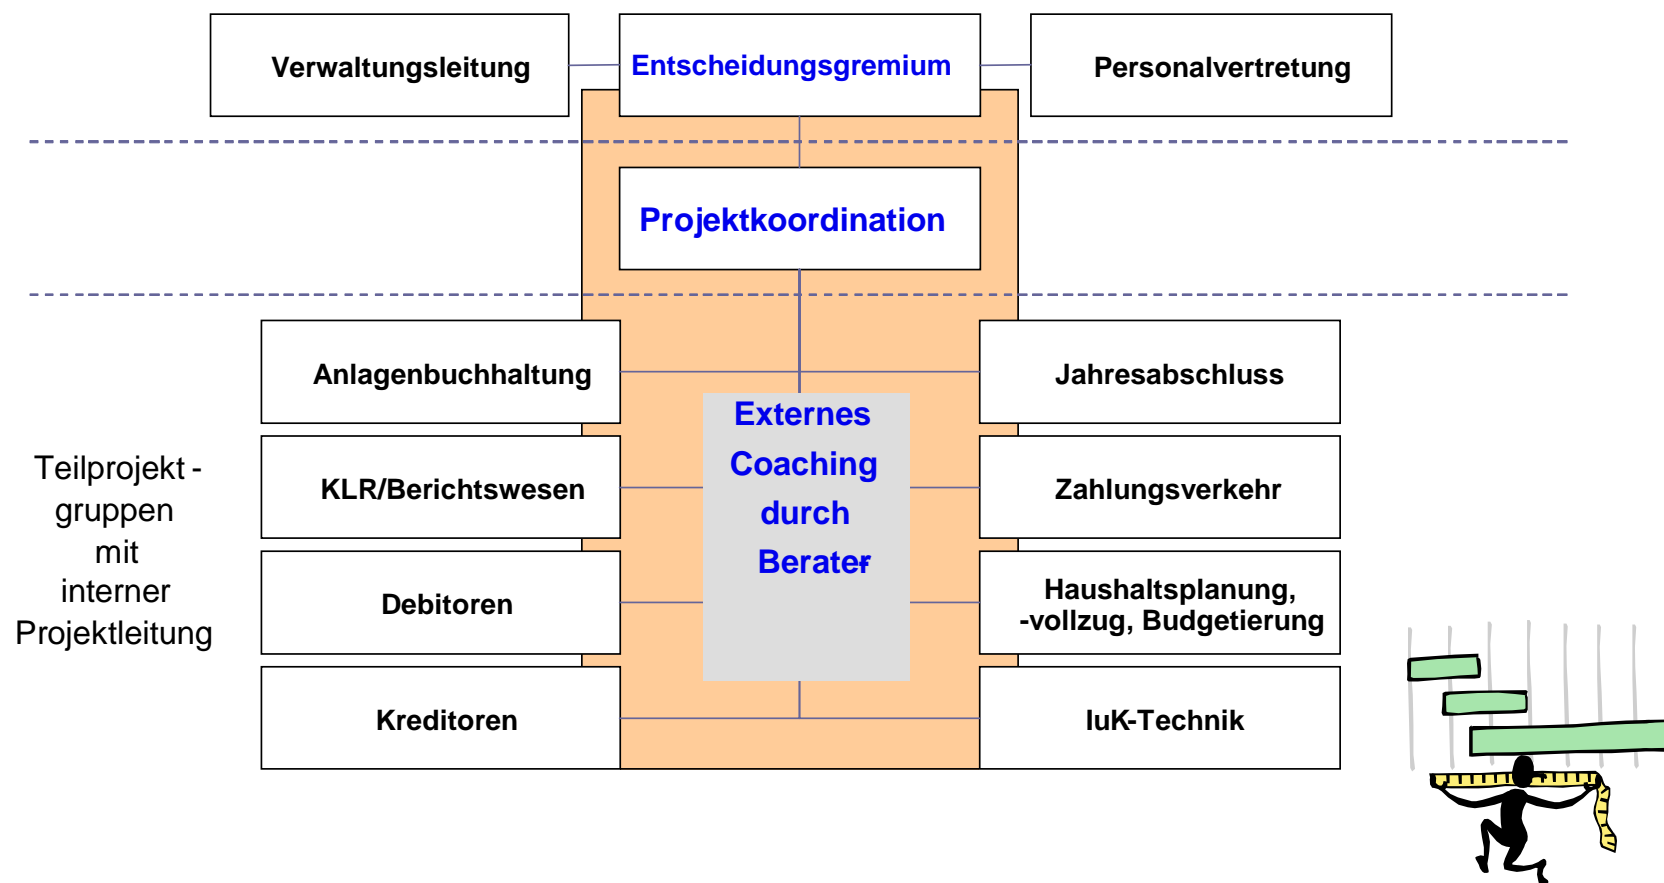 Verwaltungsleitung
Entscheidungsgremium
Personalvertretung
Projektkoordination
Anlagenbuchhaltung
Jahresabschluss
Externes
Coaching
durch
Berater
KLR/Berichtswesen
Zahlungsverkehr
Teilprojekt -
gruppen
mit
interner
Projektleitung
Debitoren
Haushaltsplanung,
-vollzug, Budgetierung
Kreditoren
IuK-Technik